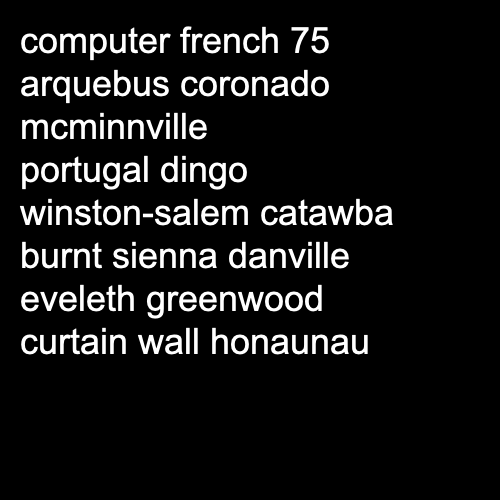 computer french 75
arquebus coronado
mcminnville
portugal dingo
winston-salem catawba
burnt sienna danville
eveleth greenwood
curtain wall honaunau